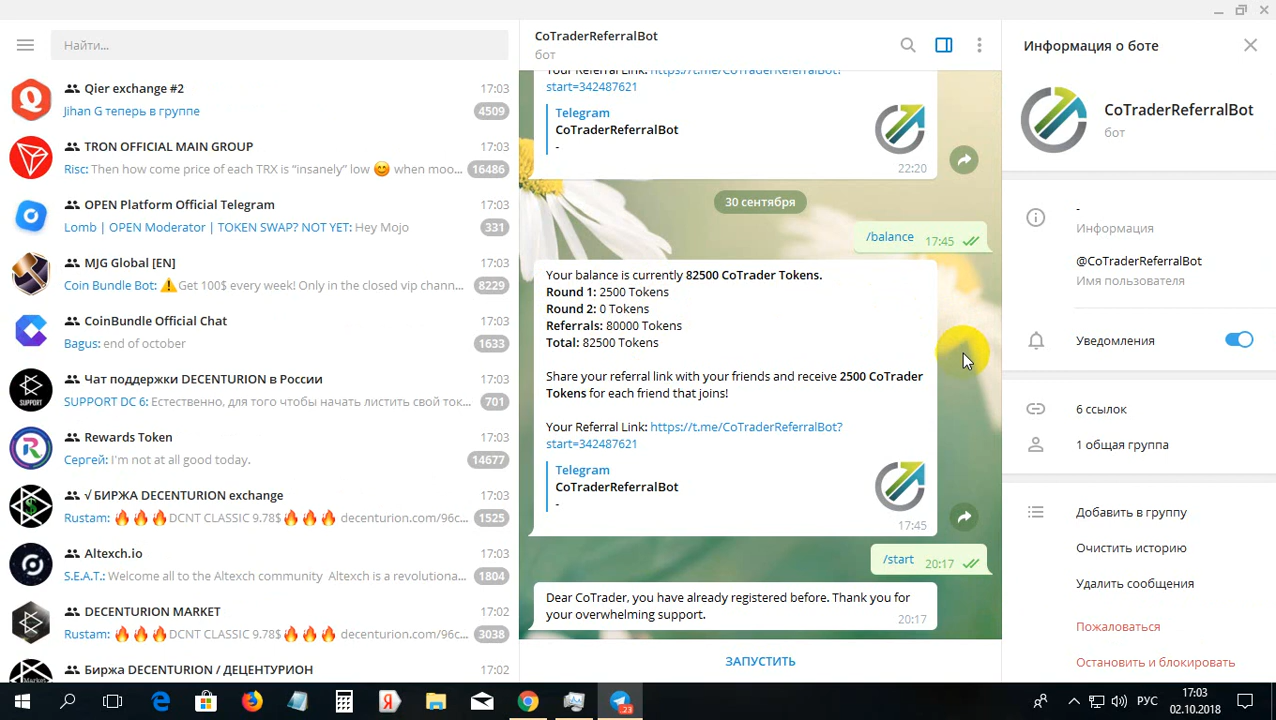 Найти...
Qier exchange #2
17:03
Jihan G теперь в группе
4509
TRON OFFICIAL MAIN GROUP
17:03
Risc: Then how come price of each TRX is “insanely” low 😊 when moo...
16486
OPEN Platform Official Telegram
17:03
Lomb | OPEN Moderator | TOKEN SWAP? NOT YET: Hey Mojo
331
MJG Global [EN]
17:03
Coin Bundle Bot: ⚠️Get 100$ every week! Only in the closed vip chann...
8229
CoinBundle Official Chat
17:03
Bagus: end of october
1633
Чат поддержки DECENTURION в России
17:03
SUPPORT DC 6: Естественно, для того чтобы начать листить свой ток...
701
Rewards Token
17:03
Сергей: I'm not at all good today.
14677
√ БИРЖА DECENTURION exchange
17:03
Rustam: 🔥🔥🔥DCNT CLASSIC 9.78$🔥🔥🔥 decenturion.com/96c...
1525
Altexch.io
17:03
S.E.A.T.: Welcome all to the Altexch community Altexch is a revolutiona...
1804
DECENTURION MARKET
17:02
Rustam: 🔥🔥🔥DCNT CLASSIC 9.78$🔥🔥🔥 decenturion.com/96c...
3038
Биржа DECENTURION / ДЕЦЕНТУРИОН
17:02
CoTraderReferralBot
бот
Your Referral Link: https://t.me/CoTraderReferralBot?
start=342487621
Telegram
CoTraderReferralBot
-
22:20
30 сентября
/balance 17:45
Your balance is currently 82500 CoTrader Tokens.
Round 1: 2500 Tokens
Round 2: 0 Tokens
Referrals: 80000 Tokens
Total: 82500 Tokens
Share your referral link with your friends and receive 2500 CoTrader
Tokens for each friend that joins!
Your Referral Link: https://t.me/CoTraderReferralBot?
start=342487621
Telegram
CoTraderReferralBot
-
17:45
/start 20:17
Dear CoTrader, you have already registered before. Thank you for
your overwhelming support.
20:17
ЗАПУСТИТЬ
Информация о боте
CoTraderReferralBot
бот
-
Информация
@CoTraderReferralBot
Имя пользователя
Уведомления
6 ссылок
1 общая группа
Добавить в группу
Очистить историю
Удалить сообщения
Пожаловаться
Остановить и блокировать
23
РУС
17:03
02.10.2018